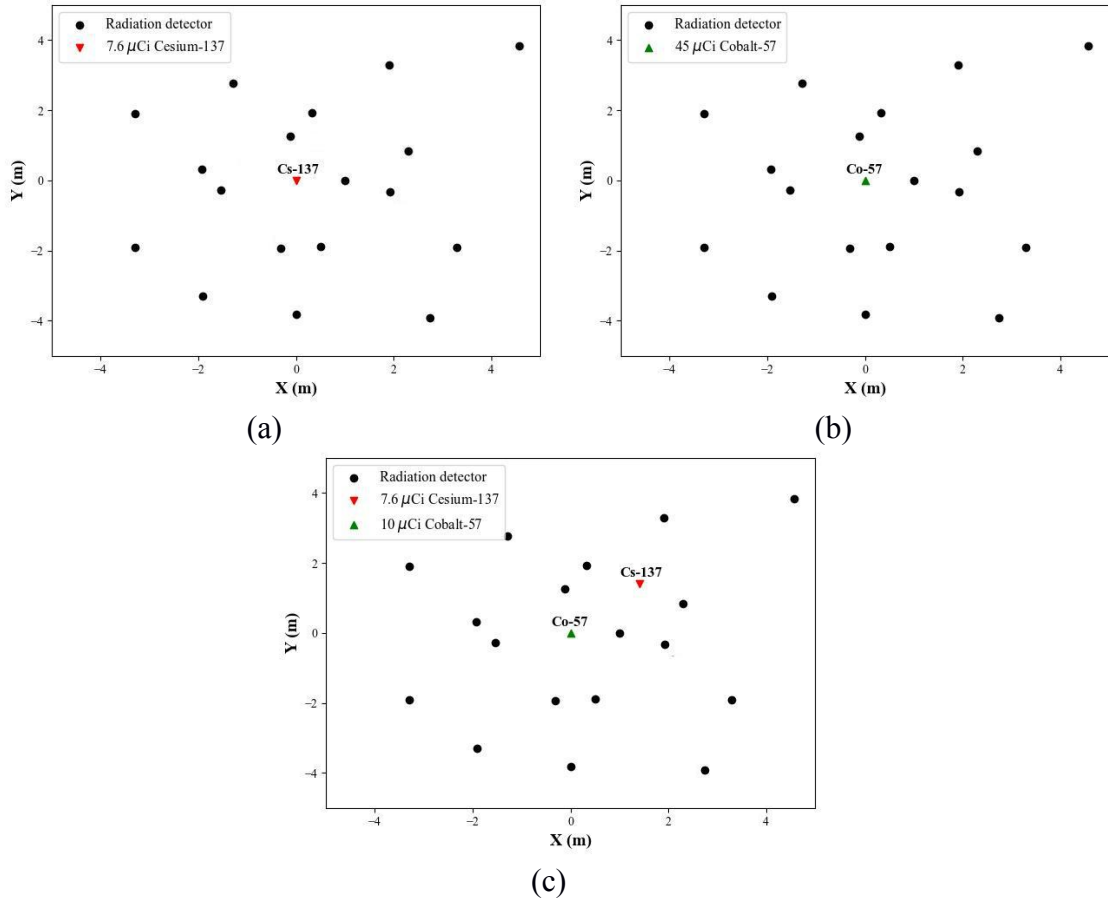 Radiation detector
7.6 μCi Cesium-137
Cs-137
4
2
0
−2
−4
Y (m)
−4 −2 0 2 4
X (m)
(a)
Radiation detector
45 μCi Cobalt-57
Co-57
4
2
0
−2
−4
Y (m)
−4 −2 0 2 4
X (m)
(b)
Radiation detector
7.6 μCi Cesium-137
10 μCi Cobalt-57
Cs-137
Co-57
4
2
0
−2
−4
Y (m)
−4 −2 0 2 4
X (m)
(c)